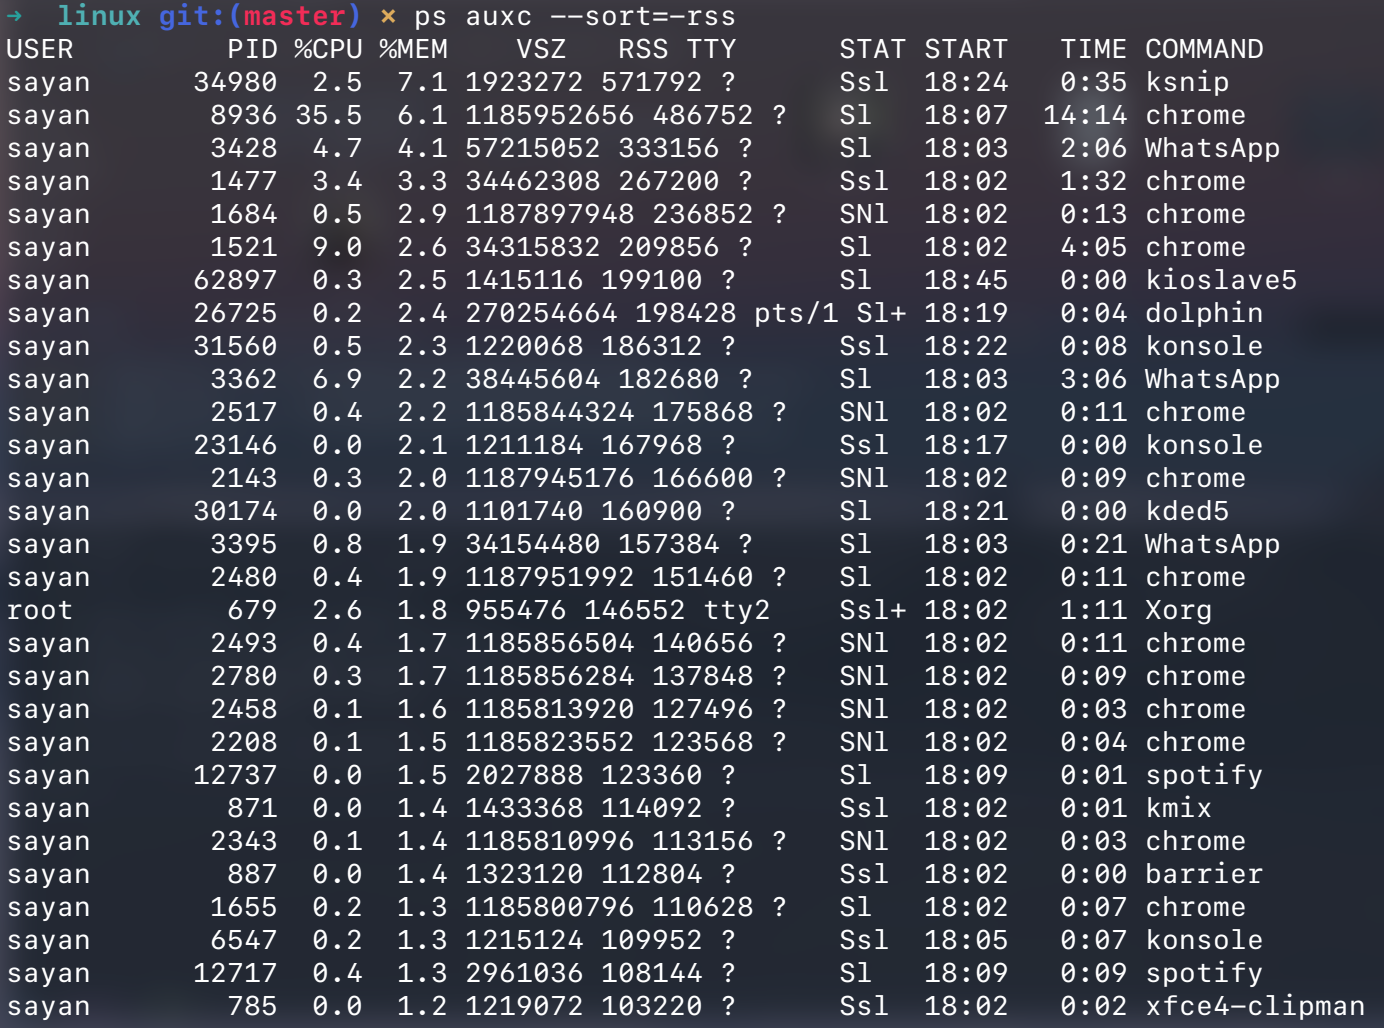 →  linux git:(master) × ps auxc --sort=-rss
USER         PID %CPU %MEM    VSZ   RSS TTY      STAT START   TIME COMMAND
sayan      34980  2.5  7.1 1923272 571792 ?      Ssl  18:24   0:35 ksnip
sayan       8936 35.5  6.1 1185952656 486752 ?   Sl   18:07  14:14 chrome
sayan       3428  4.7  4.1 57215052 333156 ?     Sl   18:03   2:06 WhatsApp
sayan       1477  3.4  3.3 34462308 267200 ?     Ssl  18:02   1:32 chrome
sayan       1684  0.5  2.9 1187897948 236852 ?   SNl  18:02   0:13 chrome
sayan       1521  9.0  2.6 34315832 209856 ?     Sl   18:02   4:05 chrome
sayan      62897  0.3  2.5 1415116 199100 ?      Sl   18:45   0:00 kioslave5
sayan      26725  0.2  2.4 270254664 198428 pts/1 Sl+ 18:19   0:04 dolphin
sayan      31560  0.5  2.3 1220068 186312 ?      Ssl  18:22   0:08 konsole
sayan       3362  6.9  2.2 38445604 182680 ?     Sl   18:03   3:06 WhatsApp
sayan       2517  0.4  2.2 1185844324 175868 ?   SNl  18:02   0:11 chrome
sayan      23146  0.0  2.1 1211184 167968 ?      Ssl  18:17   0:00 konsole
sayan       2143  0.3  2.0 1187945176 166600 ?   SNl  18:02   0:09 chrome
sayan      30174  0.0  2.0 1101740 160900 ?      Sl   18:21   0:00 kded5
sayan       3395  0.8  1.9 34154480 157384 ?     Sl   18:03   0:21 WhatsApp
sayan       2480  0.4  1.9 1187951992 151460 ?   Sl   18:02   0:11 chrome
root         679  2.6  1.8 955476 146552 tty2    Ssl+ 18:02   1:11 Xorg
sayan       2493  0.4  1.7 1185856504 140656 ?   SNl  18:02   0:11 chrome
sayan       2780  0.3  1.7 1185856284 137848 ?   SNl  18:02   0:09 chrome
sayan       2458  0.1  1.6 1185813920 127496 ?   SNl  18:02   0:03 chrome
sayan       2208  0.1  1.5 1185823552 123568 ?   SNl  18:02   0:04 chrome
sayan      12737  0.0  1.5 2027888 123360 ?      Sl   18:09   0:01 spotify
sayan        871  0.0  1.4 1433368 114092 ?      Ssl  18:02   0:01 kmix
sayan       2343  0.1  1.4 1185810996 113156 ?   SNl  18:02   0:03 chrome
sayan        887  0.0  1.4 1323120 112804 ?      Ssl  18:02   0:00 barrier
sayan       1655  0.2  1.3 1185800796 110628 ?   Sl   18:02   0:07 chrome
sayan       6547  0.2  1.3 1215124 109952 ?      Ssl  18:05   0:07 konsole
sayan      12717  0.4  1.3 2961036 108144 ?      Sl   18:09   0:09 spotify
sayan        785  0.0  1.2 1219072 103220 ?      Ssl  18:02   0:02 xfce4-clipman